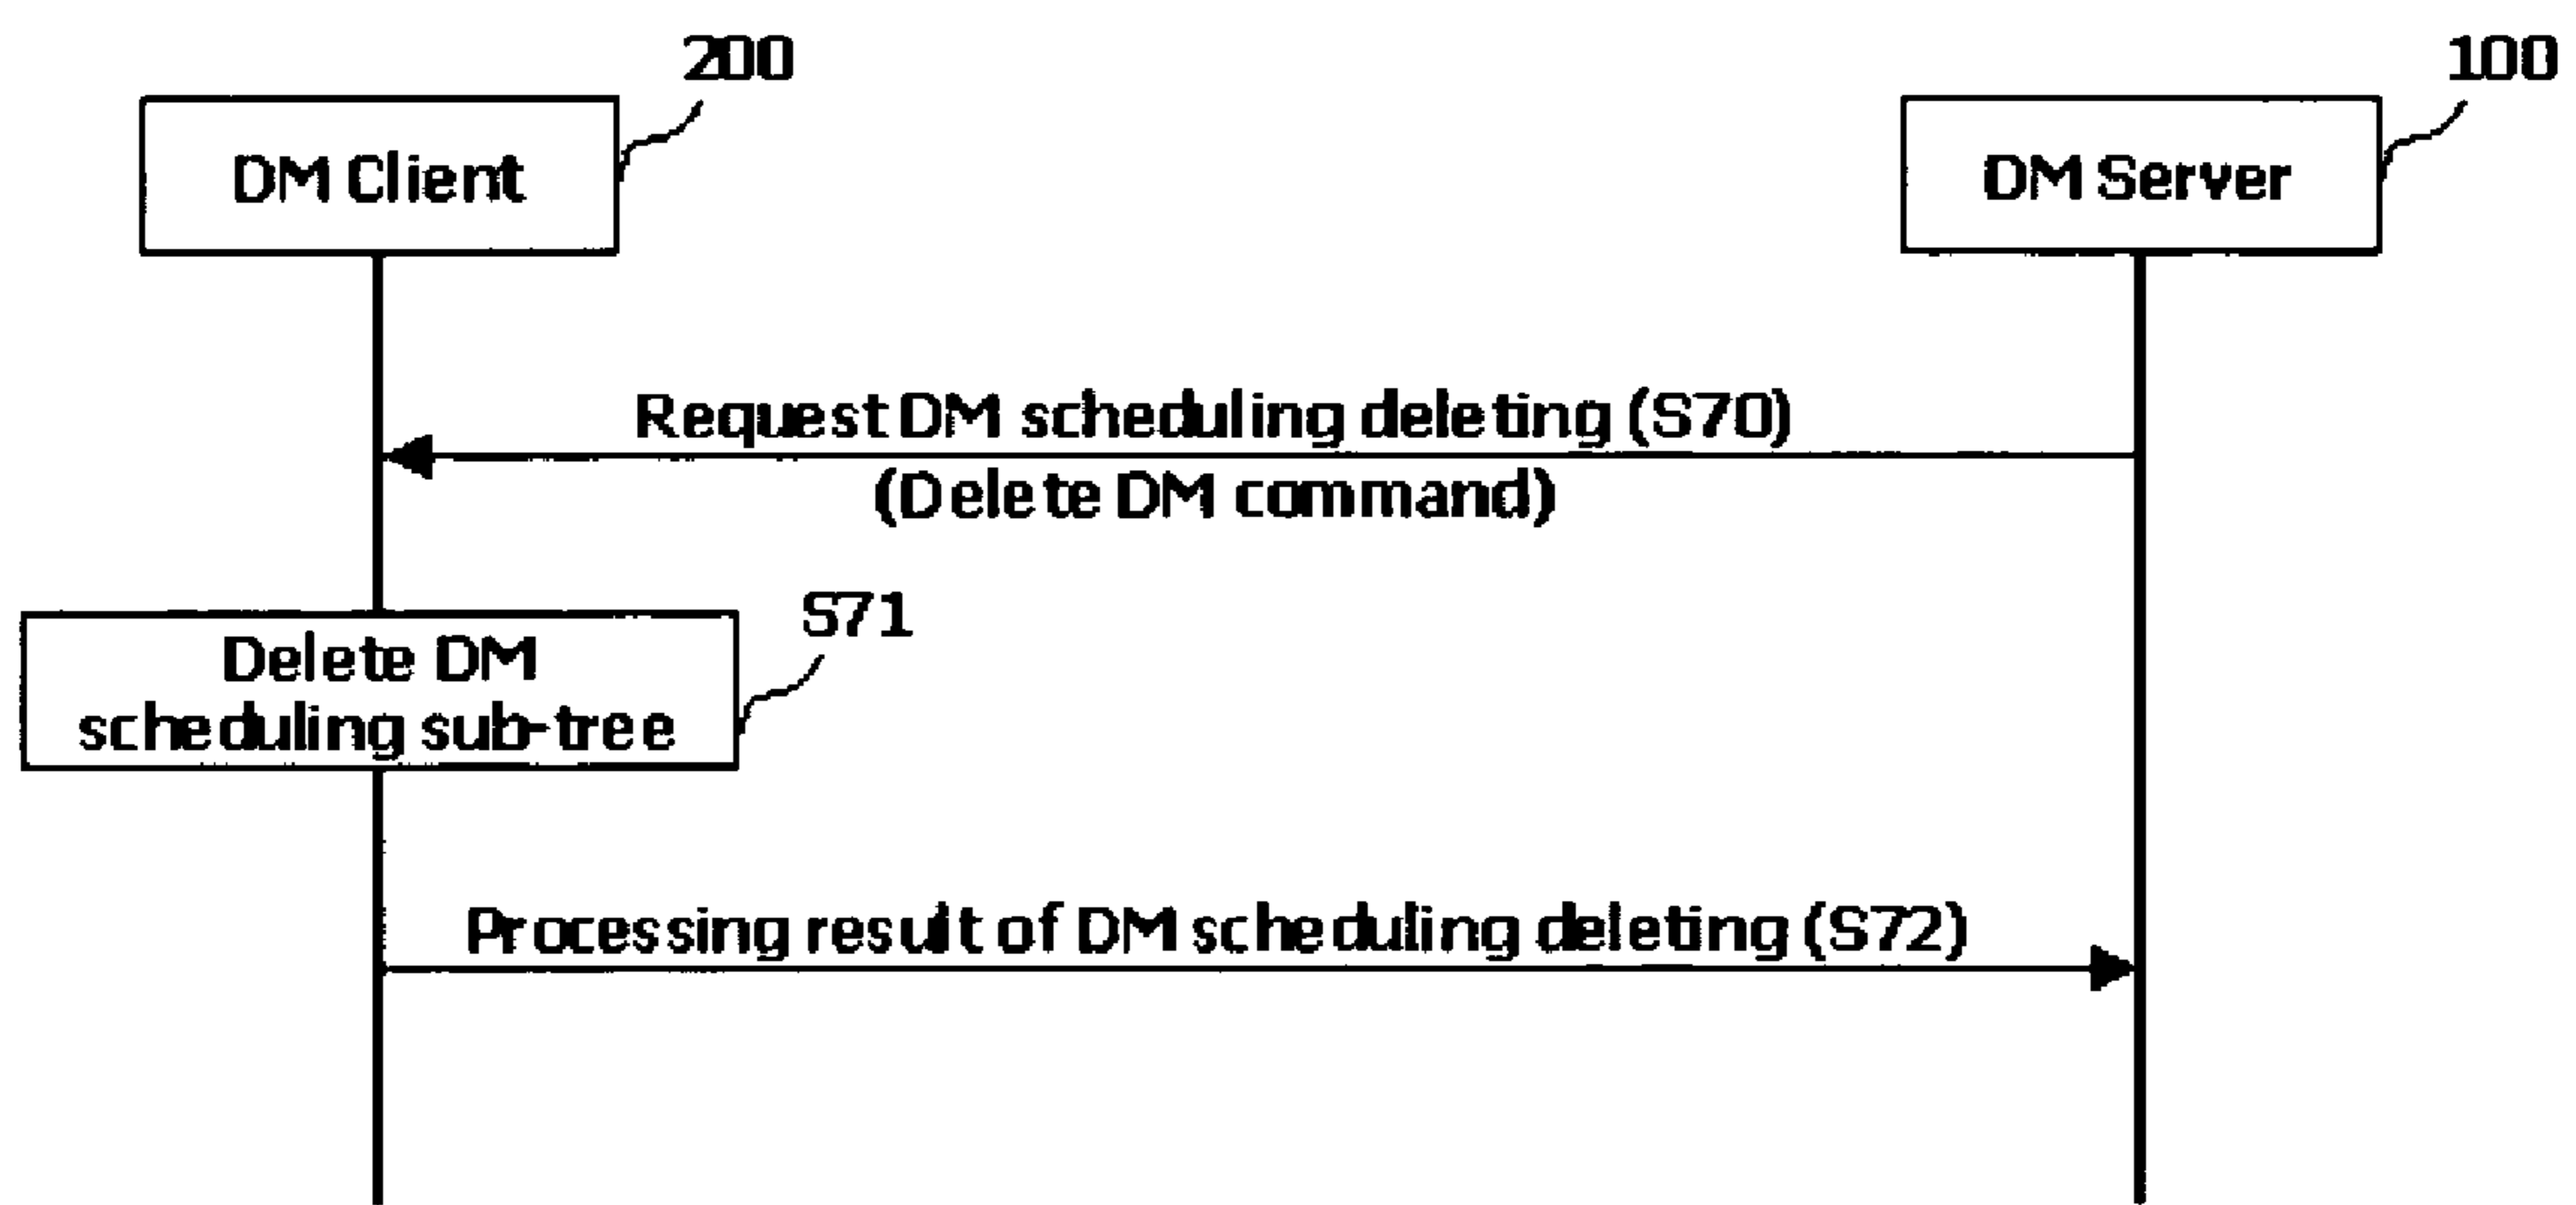 200
100
DM Client
DM Server
Request DM scheduling deleting (S70)
(Delete DM command)
S71
Delete DM
scheduling sub-tree
Processing result of DM scheduling deleting (S72)